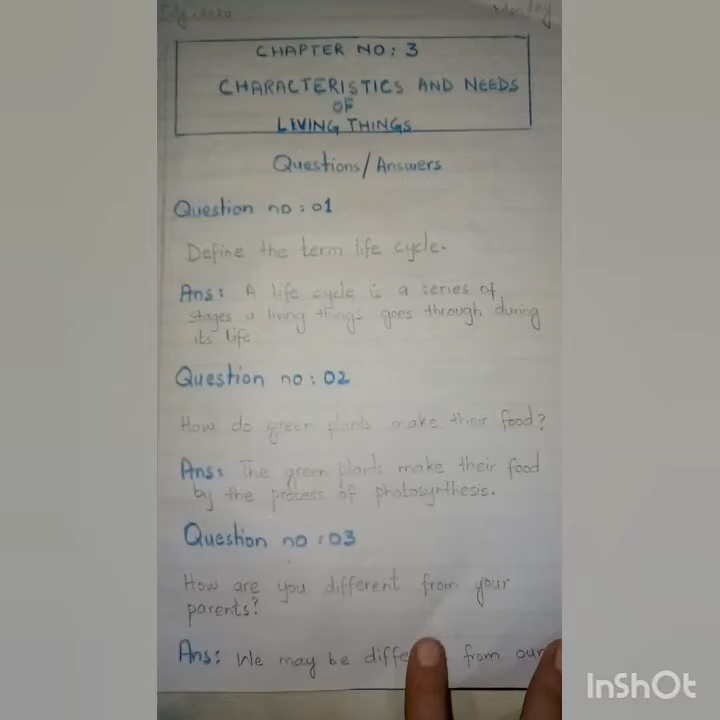 Monday
CHAPTER NO: 3
CHARACTERISTICS AND NEEDS
OF
LIVING THINGS
Questions/Answers
Question no:01
Define the term life cycle.
Ans: A life cycle is a series of
stages a living things goes through during
its life
Question no:02
How do green plants make their food?
Ans: The green plants make their food
by the process of photosynthesis.
Question no:03
How are you different from your
parents?
Ans: We may be from our
InShOt